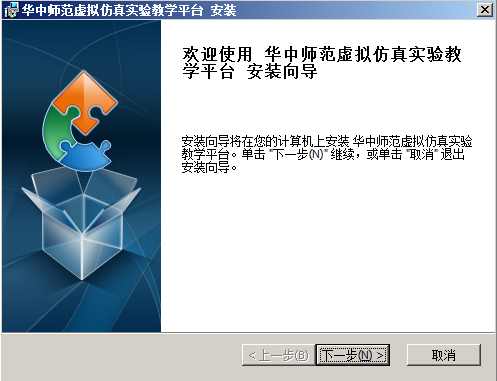 华中师范虚拟仿真实验教学平台 安装
欢迎使用 华中师范虚拟仿真实验教
学平台 安装向导
安装向导将在您的计算机上安装 华中师范虚拟仿真实验
教学平台。单击 "下一步(N)" 继续，或单击 "取消" 退出
安装向导。
< 上一步(B) 下一步(N) > 取消